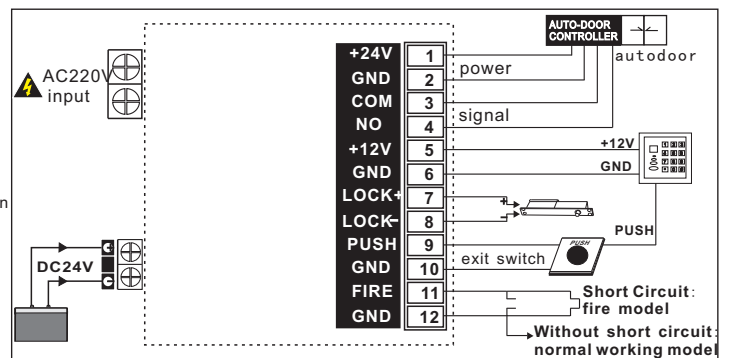 AUTO-DOOR
CONTROLLER
autodoor
AC220V
input
+24V 1
GND 2
power
COM 3
NO 4
signal
+12V 5
+12V
GND 6
GND
LOCK+ 7
+
LOCK- 8
-
PUSH 9
PUSH
PUSH
GND 10
exit switch
FIRE 11
GND 12
DC24V
n
Short Circuit:
fire model
Without short circuit:
normal working model